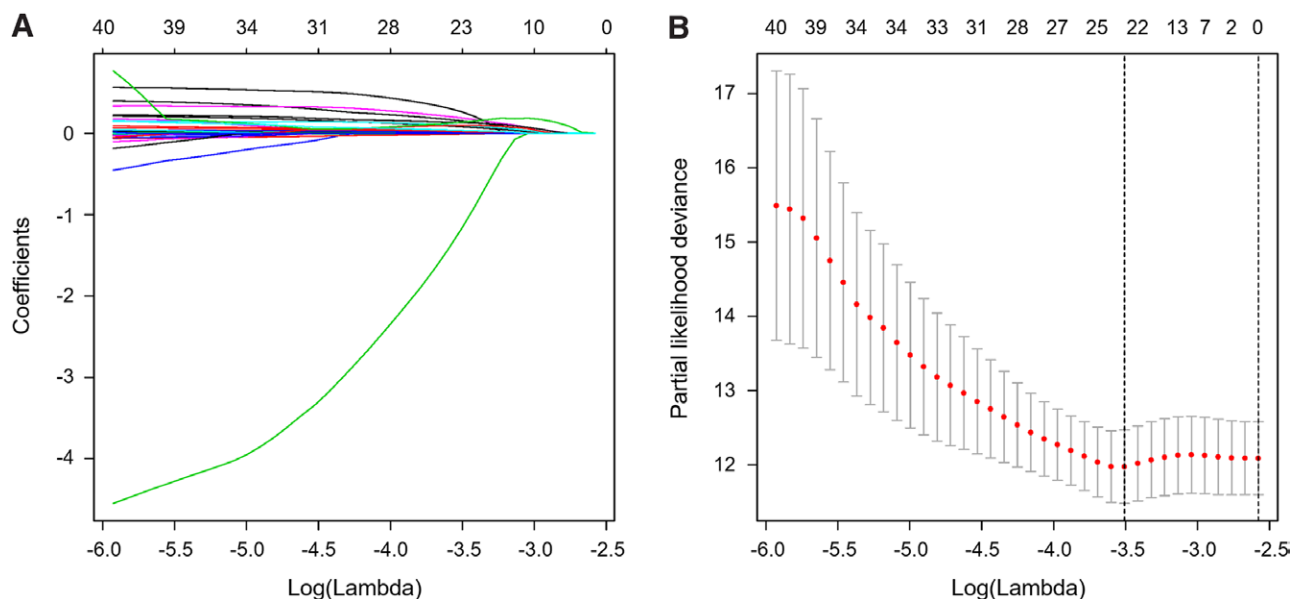 A
40 39 34 31 28 23 10 0
Coefficients
0
-1
-2
-3
-4
-6.0 -5.5 -5.0 -4.5 -4.0 -3.5 -3.0 -2.5
Log(Lambda)
B
40 39 34 34 33 31 28 27 25 22 13 7 2 0
Partial likelihood deviance
17
16
15
14
13
12
-6.0 -5.5 -5.0 -4.5 -4.0 -3.5 -3.0 -2.5
Log(Lambda)